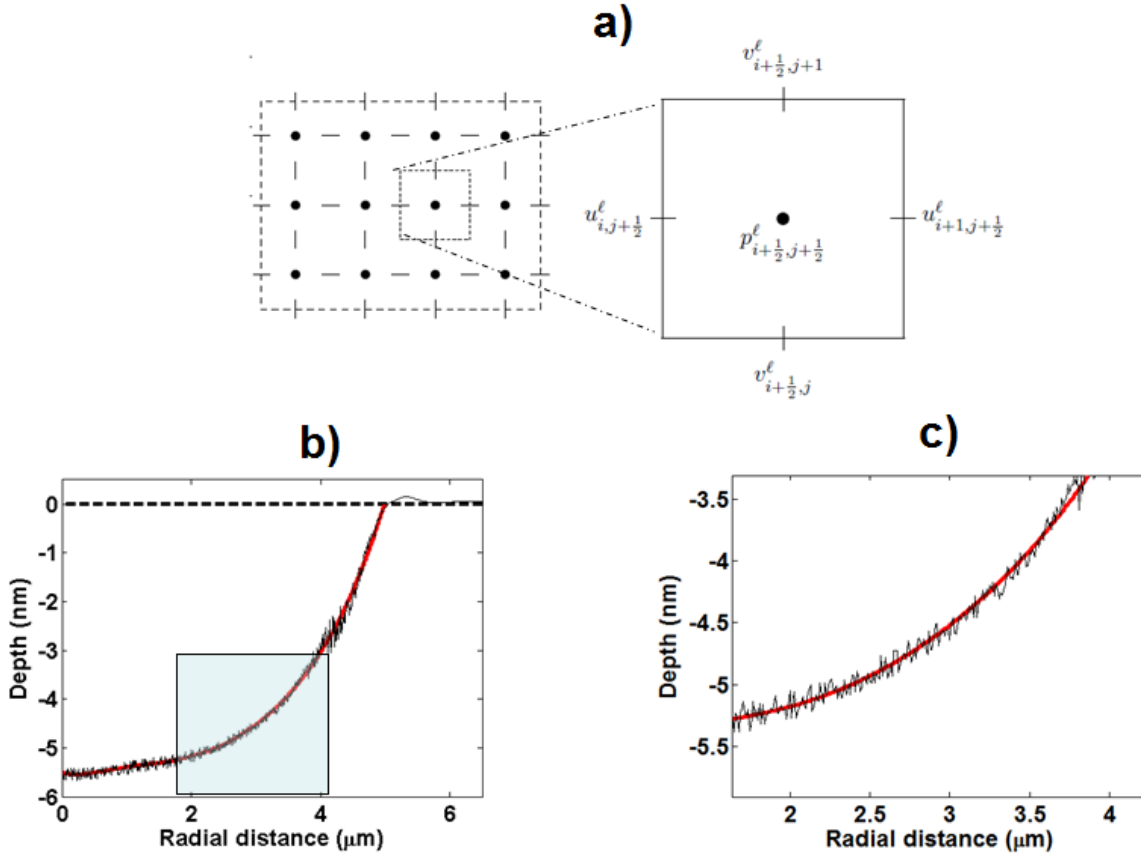 a)
v^ℓ_{i+1/2,j+1}
u^ℓ_{i,j+1/2}
p^ℓ_{i+1/2,j+1/2}
u^ℓ_{i+1,j+1/2}
v^ℓ_{i+1/2,j}
b)
0
-1
-2
-3
-4
-5
-6
Depth (nm)
0 2 4 6
Radial distance (μm)
c)
-3.5
-4
-4.5
-5
-5.5
Depth (nm)
2 2.5 3 3.5 4
Radial distance (μm)